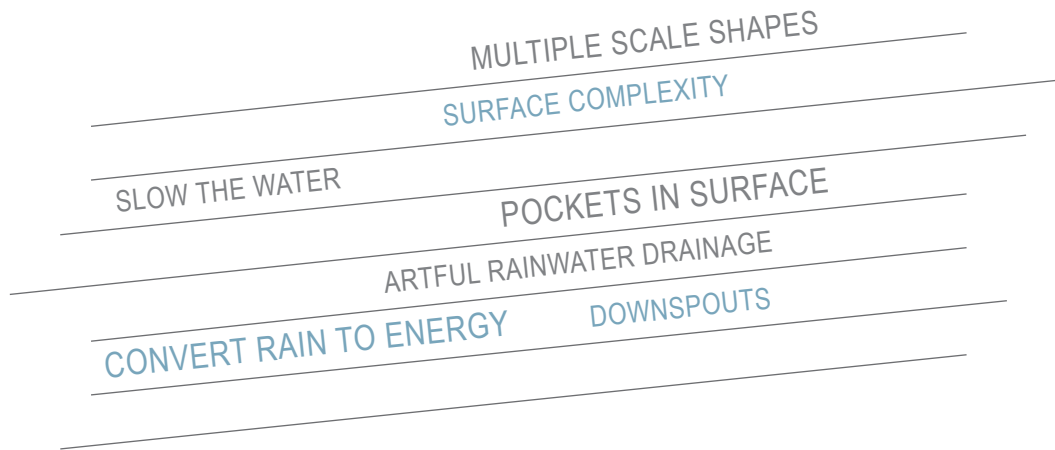 MULTIPLE SCALE SHAPES
SURFACE COMPLEXITY
SLOW THE WATER
POCKETS IN SURFACE
ARTFUL RAINWATER DRAINAGE
CONVERT RAIN TO ENERGY DOWNSPOUTS